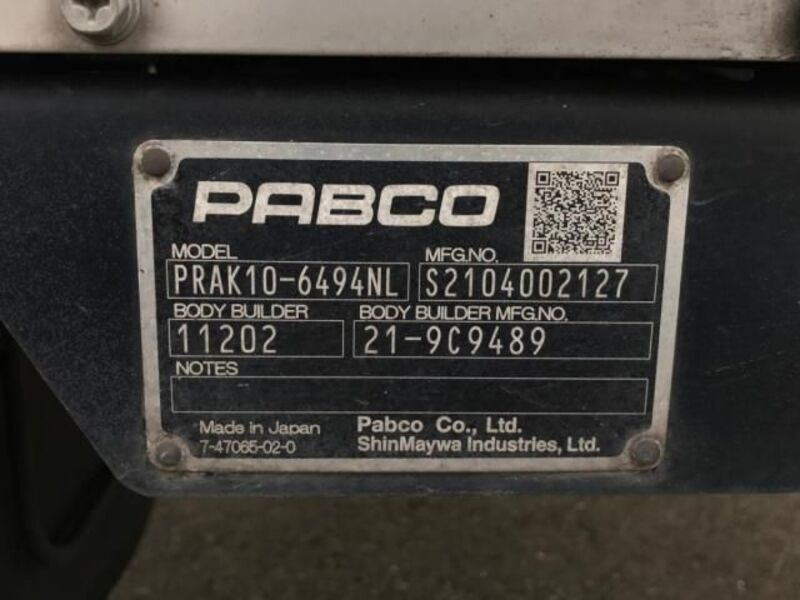 PABCO
MODEL MFG.NO.
PRAK10-6494NL S2104002127
BODY BUILDER BODY BUILDER MFG.NO.
11202 21-9C9489
NOTES
Made in Japan Pabco Co., Ltd.
7-47065-02-0 ShinMaywa Industries, Ltd.